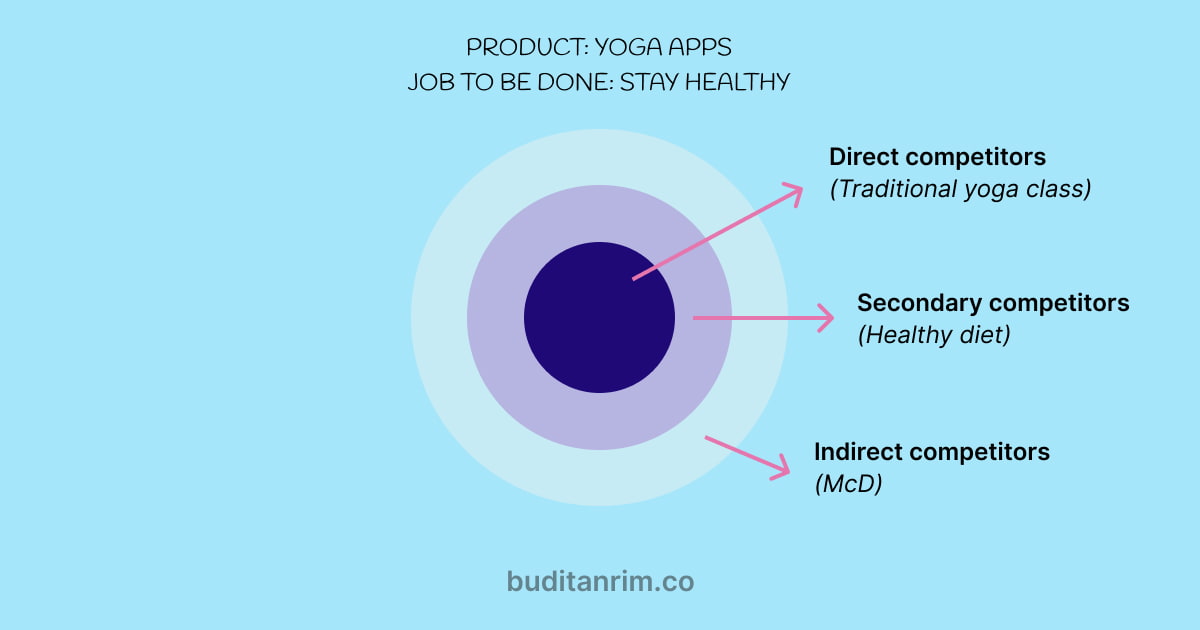 PRODUCT: YOGA APPS
JOB TO BE DONE: STAY HEALTHY
Direct competitors
(Traditional yoga class)
Secondary competitors
(Healthy diet)
Indirect competitors
(McD)
buditanrim.co